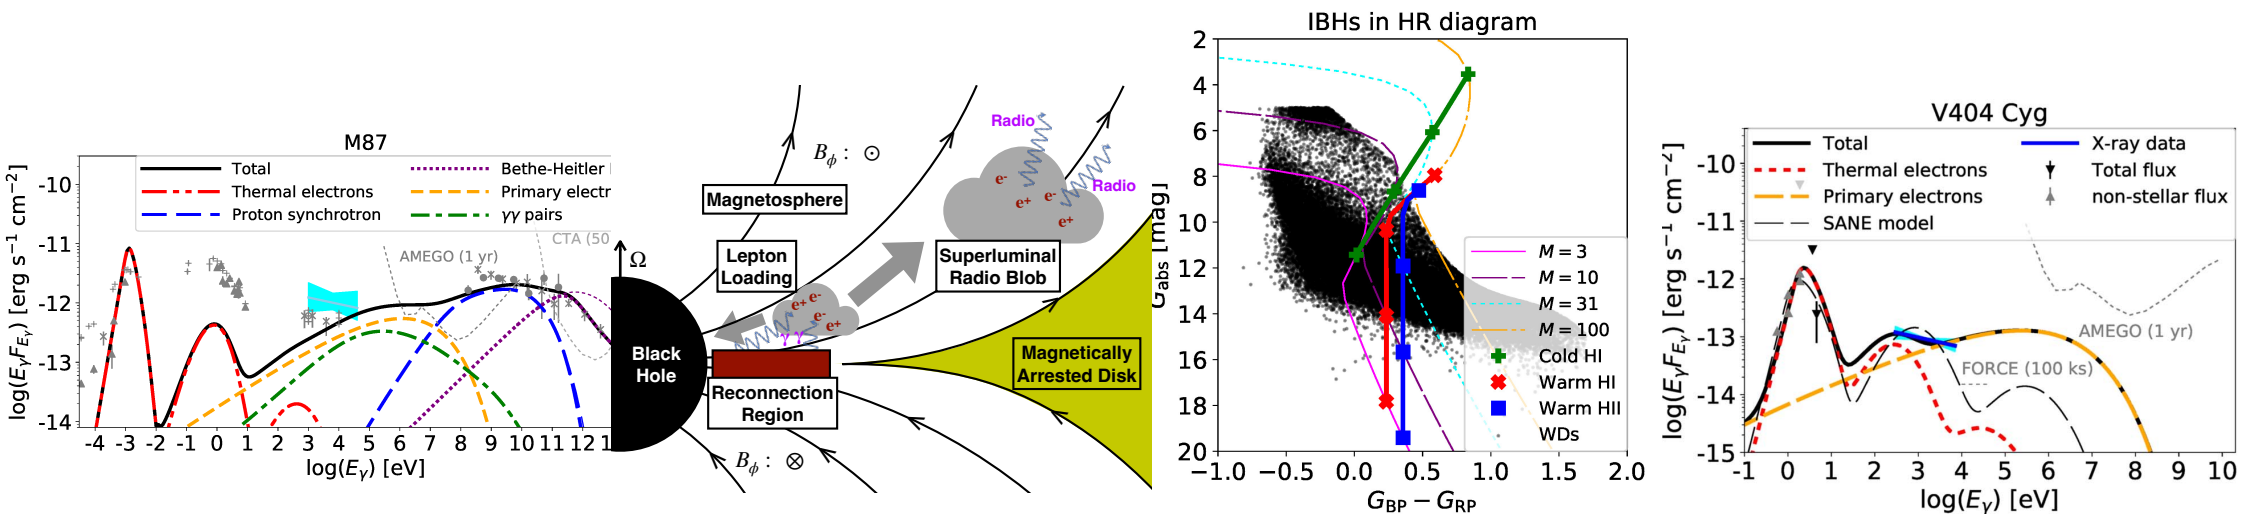 M87
log(EγFEγ) [erg s⁻¹ cm⁻²]
-10
-11
-12
-13
-14
Total
Thermal electrons
Proton synchrotron
Bethe-Heitler
Primary electr
γγ pairs
AMEGO (1 yr)
CTA (50
-4 -3 -2 -1 0 1 2 3 4 5 6 7 8 9 10 11 12 1
log(Eγ) [eV]
Bϕ : ⊙
Magnetosphere
Lepton
Loading
Ω
Black
Hole
Radio
Radio
e⁻
e⁻
e⁺
e⁺
Superluminal
Radio Blob
e⁺
e⁻
e⁻
e⁺
γ γ
Reconnection
Region
Magnetically
Arrested Disk
Bϕ : ⊗
IBHs in HR diagram
Gabs [mag]
2
4
6
8
10
12
14
16
18
20
M = 3
M = 10
M = 31
M = 100
Cold HI
Warm HI
Warm HII
WDs
−1.0 −0.5 0.0 0.5 1.0 1.5 2.0
GBP − GRP
V404 Cyg
log(EγFEγ) [erg s⁻¹ cm⁻²]
-10
-11
-12
-13
-14
-15
Total
Thermal electrons
Primary electrons
SANE model
X-ray data
Total flux
non-stellar flux
AMEGO (1 yr)
FORCE (100 ks)
-1 0 1 2 3 4 5 6 7 8 9 10
log(Eγ) [eV]